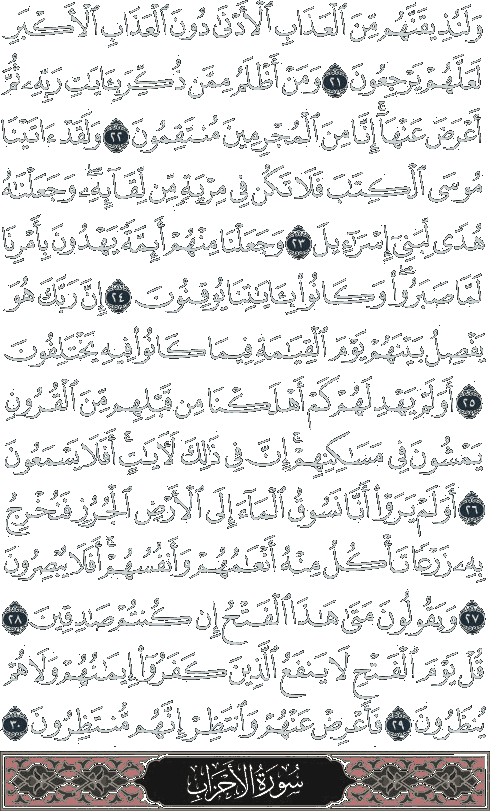 وَلَنُذِيقَنَّهُم مِّنَ ٱلْعَذَابِ ٱلْأَدْنَىٰ دُونَ ٱلْعَذَابِ ٱلْأَكْبَرِ
لَعَلَّهُمْ يَرْجِعُونَ ٢١ وَمَنْ أَظْلَمُ مِمَّن ذُكِّرَ بِـَٔايَـٰتِ رَبِّهِۦ ثُمَّ
أَعْرَضَ عَنْهَآ ۚ إِنَّا مِنَ ٱلْمُجْرِمِينَ مُنتَقِمُونَ ٢٢ وَلَقَدْ ءَاتَيْنَا
مُوسَى ٱلْكِتَـٰبَ فَلَا تَكُن فِى مِرْيَةٍ مِّن لِّقَآئِهِۦ ۖ وَجَعَلْنَـٰهُ
هُدًى لِّبَنِىٓ إِسْرَٰٓءِيلَ ٢٣ وَجَعَلْنَا مِنْهُمْ أَئِمَّةً يَهْدُونَ بِأَمْرِنَا
لَمَّا صَبَرُوا۟ ۖ وَكَانُوا۟ بِـَٔايَـٰتِنَا يُوقِنُونَ ٢٤ إِنَّ رَبَّكَ هُوَ
يَفْصِلُ بَيْنَهُمْ يَوْمَ ٱلْقِيَـٰمَةِ فِيمَا كَانُوا۟ فِيهِ يَخْتَلِفُونَ
٢٥ أَوَلَمْ يَهْدِ لَهُمْ كَمْ أَهْلَكْنَا مِن قَبْلِهِم مِّنَ ٱلْقُرُونِ
يَمْشُونَ فِى مَسَـٰكِنِهِمْ ۚ إِنَّ فِى ذَٰلِكَ لَـَٔايَـٰتٍ ۖ أَفَلَا يَسْمَعُونَ
٢٦ أَوَلَمْ يَرَوْا۟ أَنَّا نَسُوقُ ٱلْمَآءَ إِلَى ٱلْأَرْضِ ٱلْجُرُزِ فَنُخْرِجُ
بِهِۦ زَرْعًا تَأْكُلُ مِنْهُ أَنْعَـٰمُهُمْ وَأَنفُسُهُمْ ۖ أَفَلَا يُبْصِرُونَ
٢٧ وَيَقُولُونَ مَتَىٰ هَـٰذَا ٱلْفَتْحُ إِن كُنتُمْ صَـٰدِقِينَ ٢٨
قُلْ يَوْمَ ٱلْفَتْحِ لَا يَنفَعُ ٱلَّذِينَ كَفَرُوٓا۟ إِيمَـٰنُهُمْ وَلَا هُمْ
يُنظَرُونَ ٢٩ فَأَعْرِضْ عَنْهُمْ وَٱنتَظِرْ إِنَّهُم مُّنتَظِرُونَ ٣٠
سُورَةُ الْأَحْزَابِ